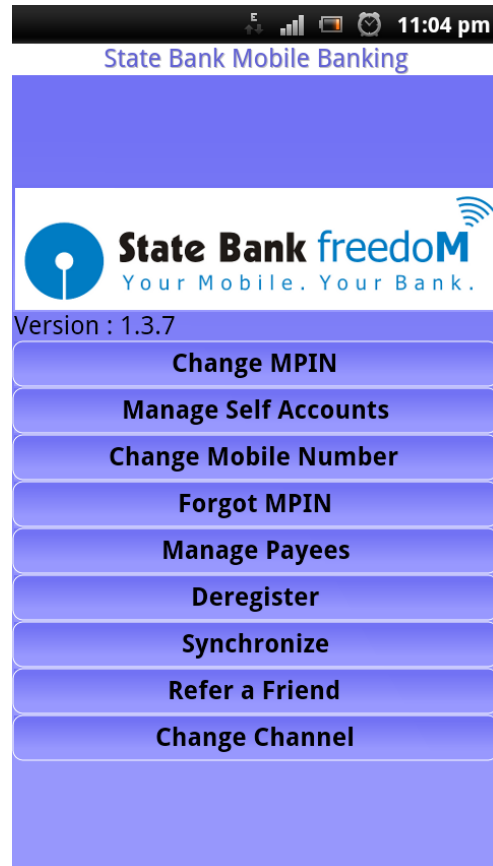 E 11:04 pm
State Bank Mobile Banking
State Bank freedoM
Your Mobile. Your Bank.
Version : 1.3.7
Change MPIN
Manage Self Accounts
Change Mobile Number
Forgot MPIN
Manage Payees
Deregister
Synchronize
Refer a Friend
Change Channel